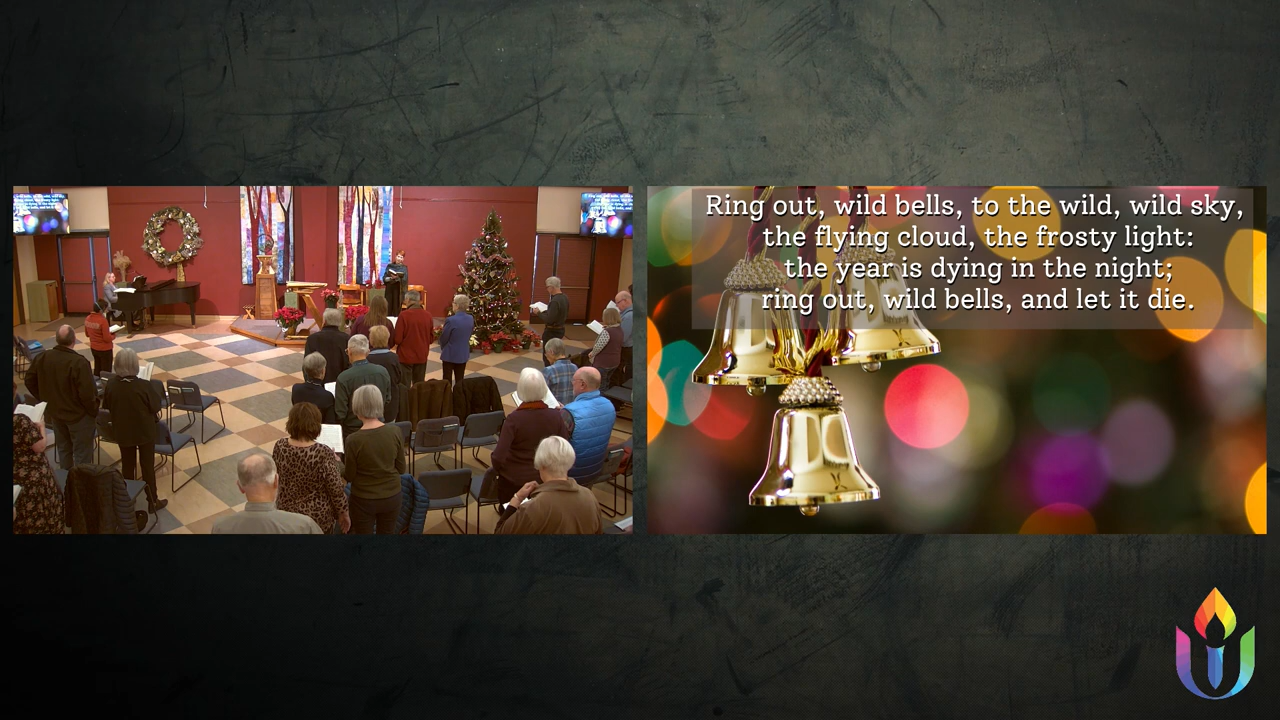 Ring out, wild bells, to the wild, wild sky,
the flying cloud, the frosty light:
the year is dying in the night;
ring out, wild bells, and let it die.